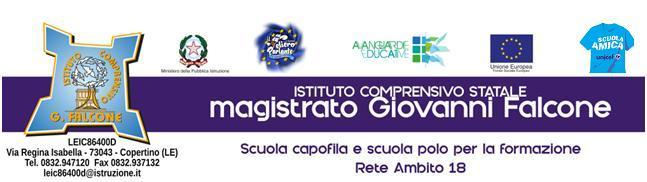 ISTITUTO COMPRENSIVO
G. FALCONE
LEIC86400D
Via Regina Isabella - 73043 - Copertino (LE)
Tel. 0832.947120 Fax 0832.937132
leic86400d@istruzione.it
Ministero della Pubblica Istruzione
Libro Parlante
AVANGUARDIE
EDUCATIVE
Unione Europea
Fondo Sociale Europeo
SCUOLA
AMICA
unicef
ISTITUTO COMPRENSIVO STATALE
magistrato Giovanni Falcone
Scuola capofila e scuola polo per la formazione
Rete Ambito 18